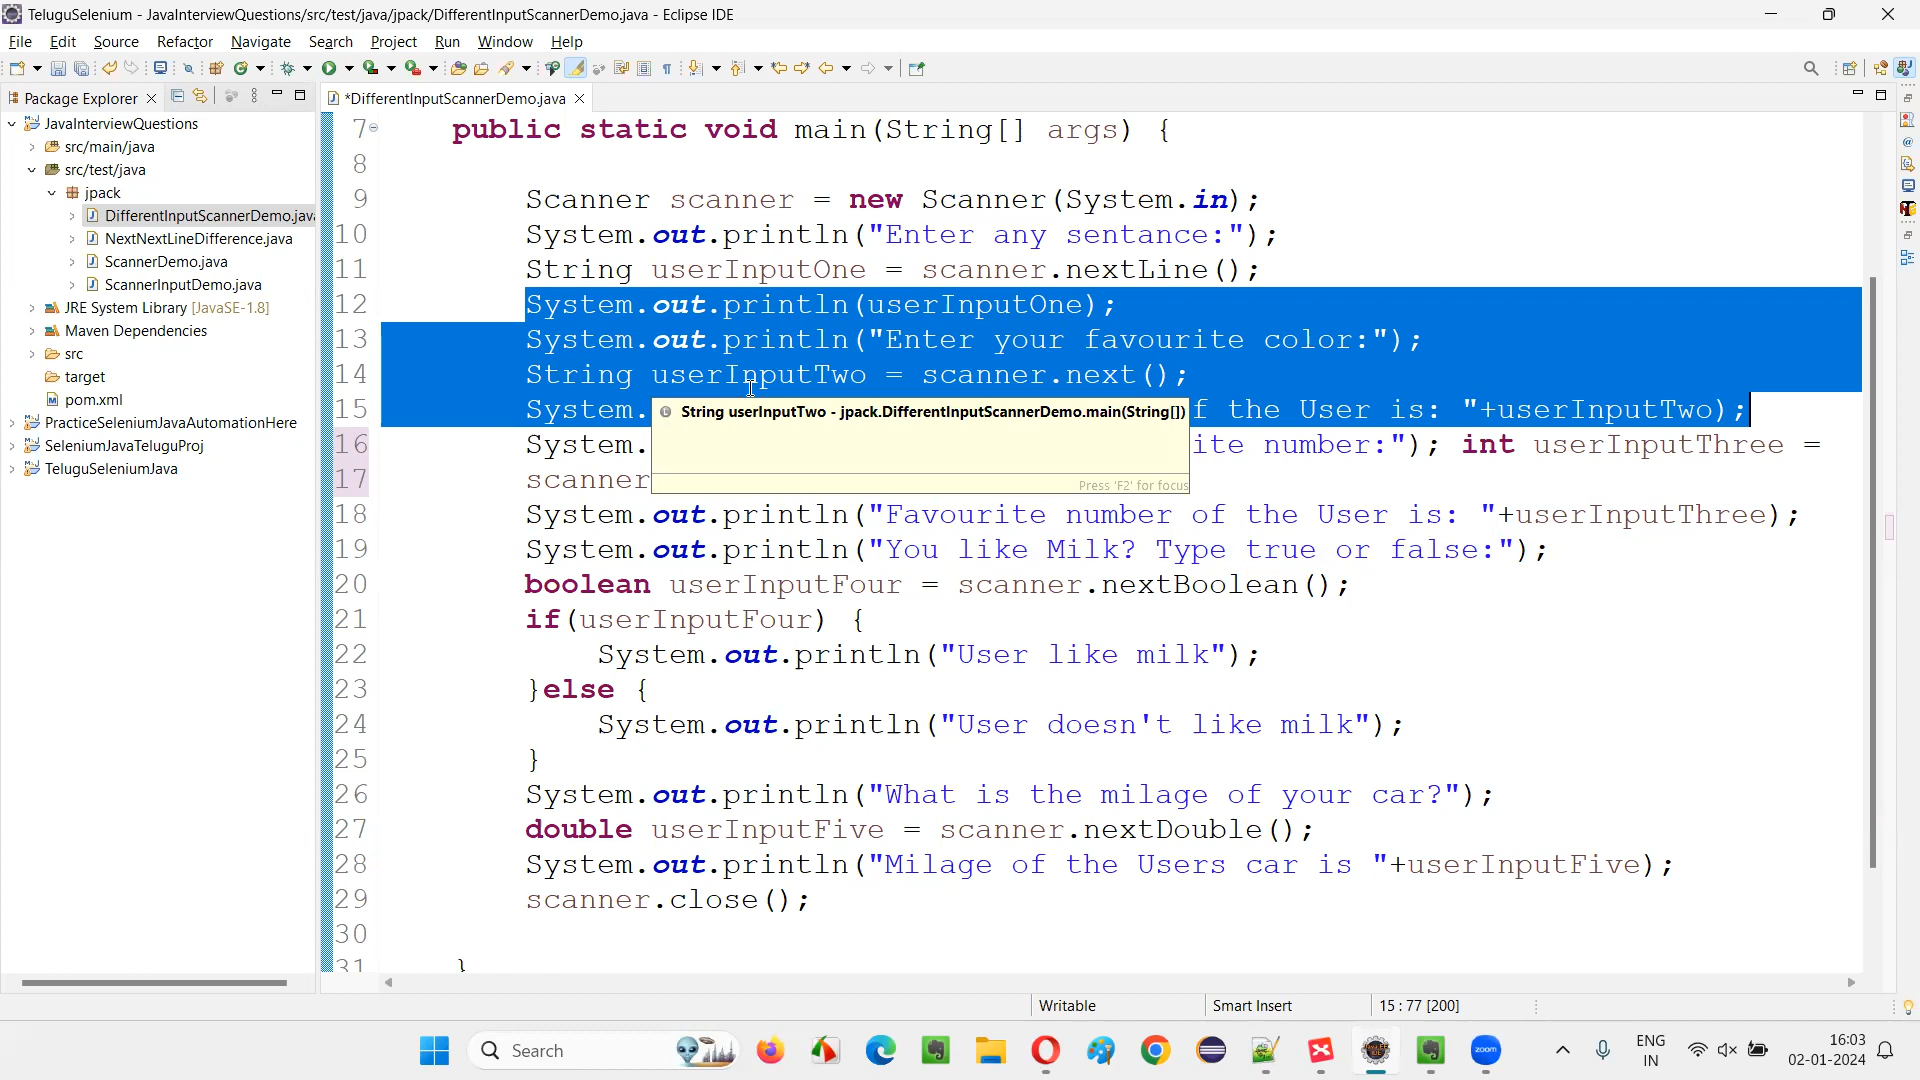 TeluguSelenium - JavaInterviewQuestions/src/test/java/jpack/DifferentInputScannerDemo.java - Eclipse IDE
File Edit Source Refactor Navigate Search Project Run Window Help
Package Explorer
*DifferentInputScannerDemo.java
JavaInterviewQuestions
src/main/java
src/test/java
jpack
DifferentInputScannerDemo.java
NextNextLineDifference.java
ScannerDemo.java
ScannerInputDemo.java
JRE System Library [JavaSE-1.8]
Maven Dependencies
src
target
pom.xml
PracticeSeleniumJavaAutomationHere
SeleniumJavaTeluguProj
TeluguSeleniumJava
7 public static void main(String[] args) {
8
9 Scanner scanner = new Scanner(System.in);
10 System.out.println("Enter any sentance:");
11 String userInputOne = scanner.nextLine();
12 System.out.println(userInputOne);
13 System.out.println("Enter your favourite color:");
14 String userInputTwo = scanner.next();
15 System. f the User is: "+userInputTwo);
String userInputTwo - jpack.DifferentInputScannerDemo.main(String[])
Press 'F2' for focus
16 System. ite number:"); int userInputThree =
17 scanner
18 System.out.println("Favourite number of the User is: "+userInputThree);
19 System.out.println("You like Milk? Type true or false:");
20 boolean userInputFour = scanner.nextBoolean();
21 if(userInputFour) {
22 System.out.println("User like milk");
23 }else {
24 System.out.println("User doesn't like milk");
25 }
26 System.out.println("What is the milage of your car?");
27 double userInputFive = scanner.nextDouble();
28 System.out.println("Milage of the Users car is "+userInputFive);
29 scanner.close();
30
31 }
Writable Smart Insert 15 : 77 [200]
Search
zoom
ENG
IN
16:03
02-01-2024